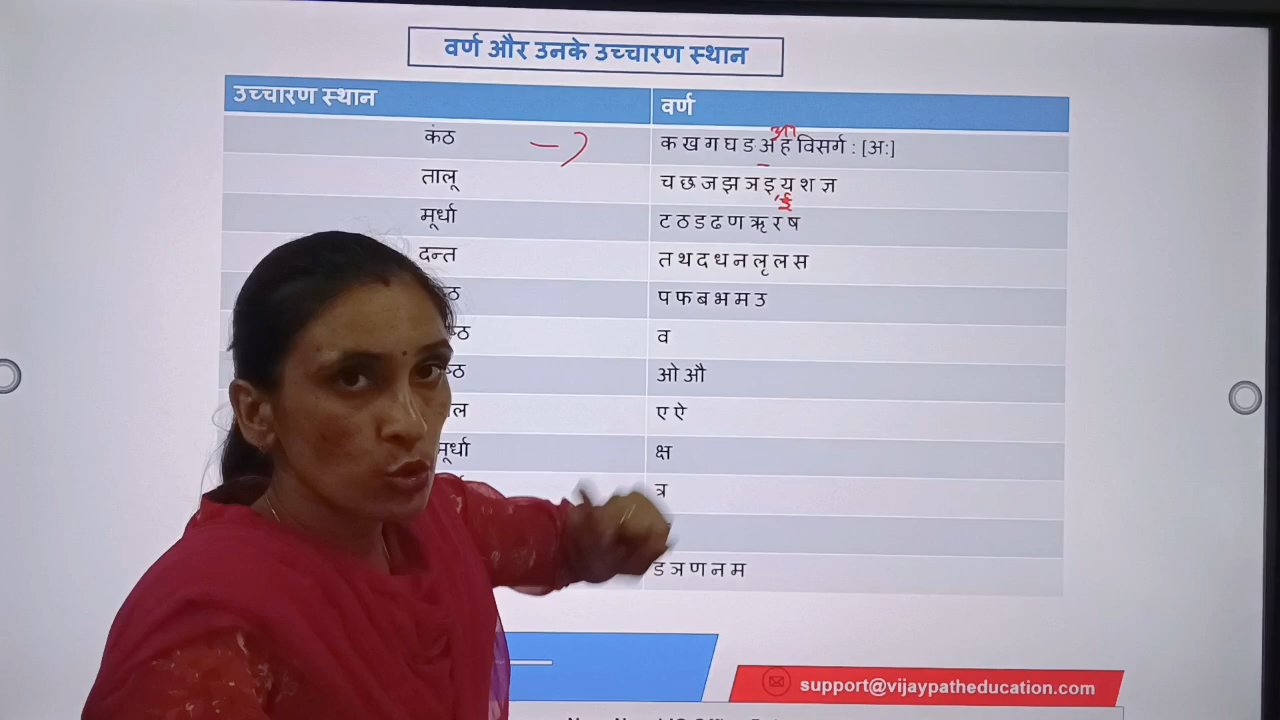 वर्ण और उनके उच्चारण स्थान
उच्चारण स्थान वर्ण
आ
कंठ क ख ग घ ङ अ ह विसर्ग : [अ:]
तालू च छ ज झ ञ इ य श ज्ञ
ई
मूर्धा ट ठ ड ढ ण ऋ र ष
दन्त त थ द ध न लृ ल स
प फ ब भ म उ
व
ओ औ
ए ऐ
मूर्धा क्ष
त्र
ङ ञ ण न म
support@vijaypatheducation.com